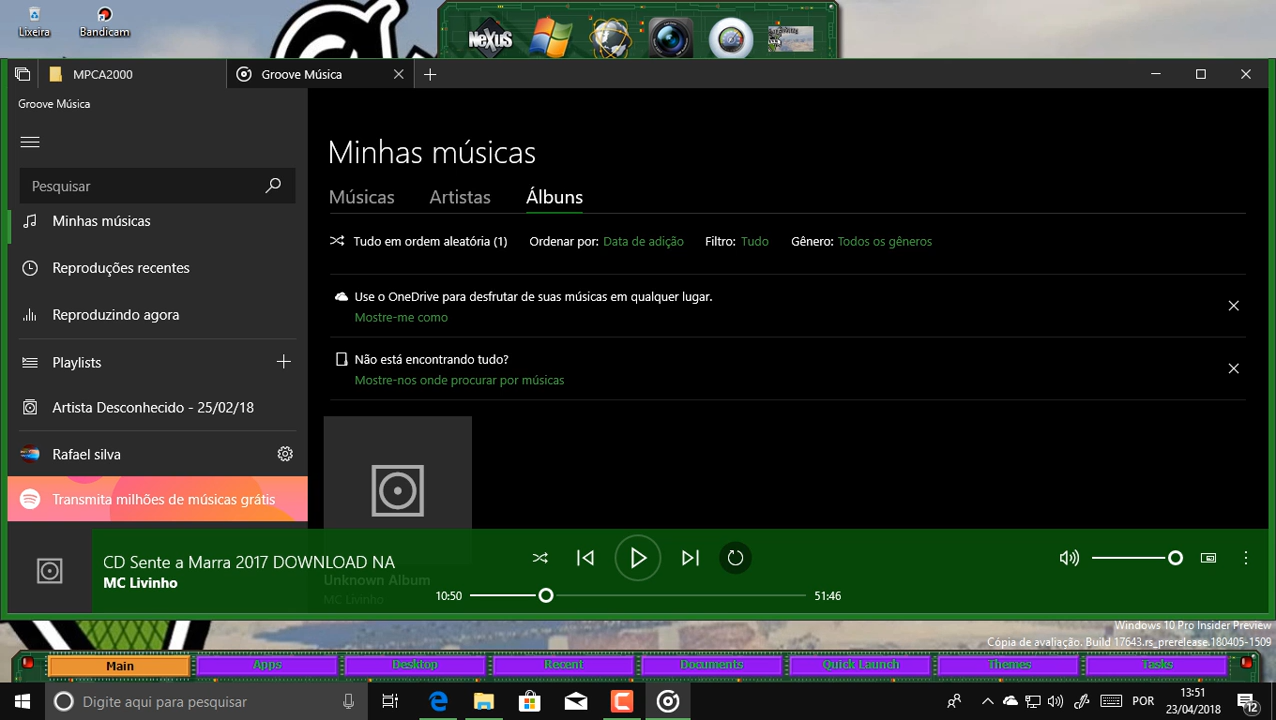 Lixeira
Bandicam
NeXuS
Groove Música
Groove Música
Pesquisar
Minhas músicas
Reproduções recentes
Reproduzindo agora
Playlists
Artista Desconhecido - 25/02/18
Rafael silva
Transmita milhões de músicas grátis
Minhas músicas
Músicas
Artistas
Álbuns
Tudo em ordem aleatória (1)
Ordenar por: Data de adição
Filtro: Tudo
Gênero: Todos os gêneros
Use o OneDrive para desfrutar de suas músicas em qualquer lugar.
Mostre-me como
Não está encontrando tudo?
Mostre-nos onde procurar por músicas
Unknown Album
MC Livinho
CD Sente a Marra 2017 DOWNLOAD NA
MC Livinho
10:50
51:46
Windows 10 Pro Insider Preview
Cópia de avaliação. Build 17643.rs_prerelease.180405-1509
Main
Apps
Desktop
Recent
Documents
Quick Launch
Themes
Tasks
Digite aqui para pesquisar
POR
13:51
23/04/2018
12